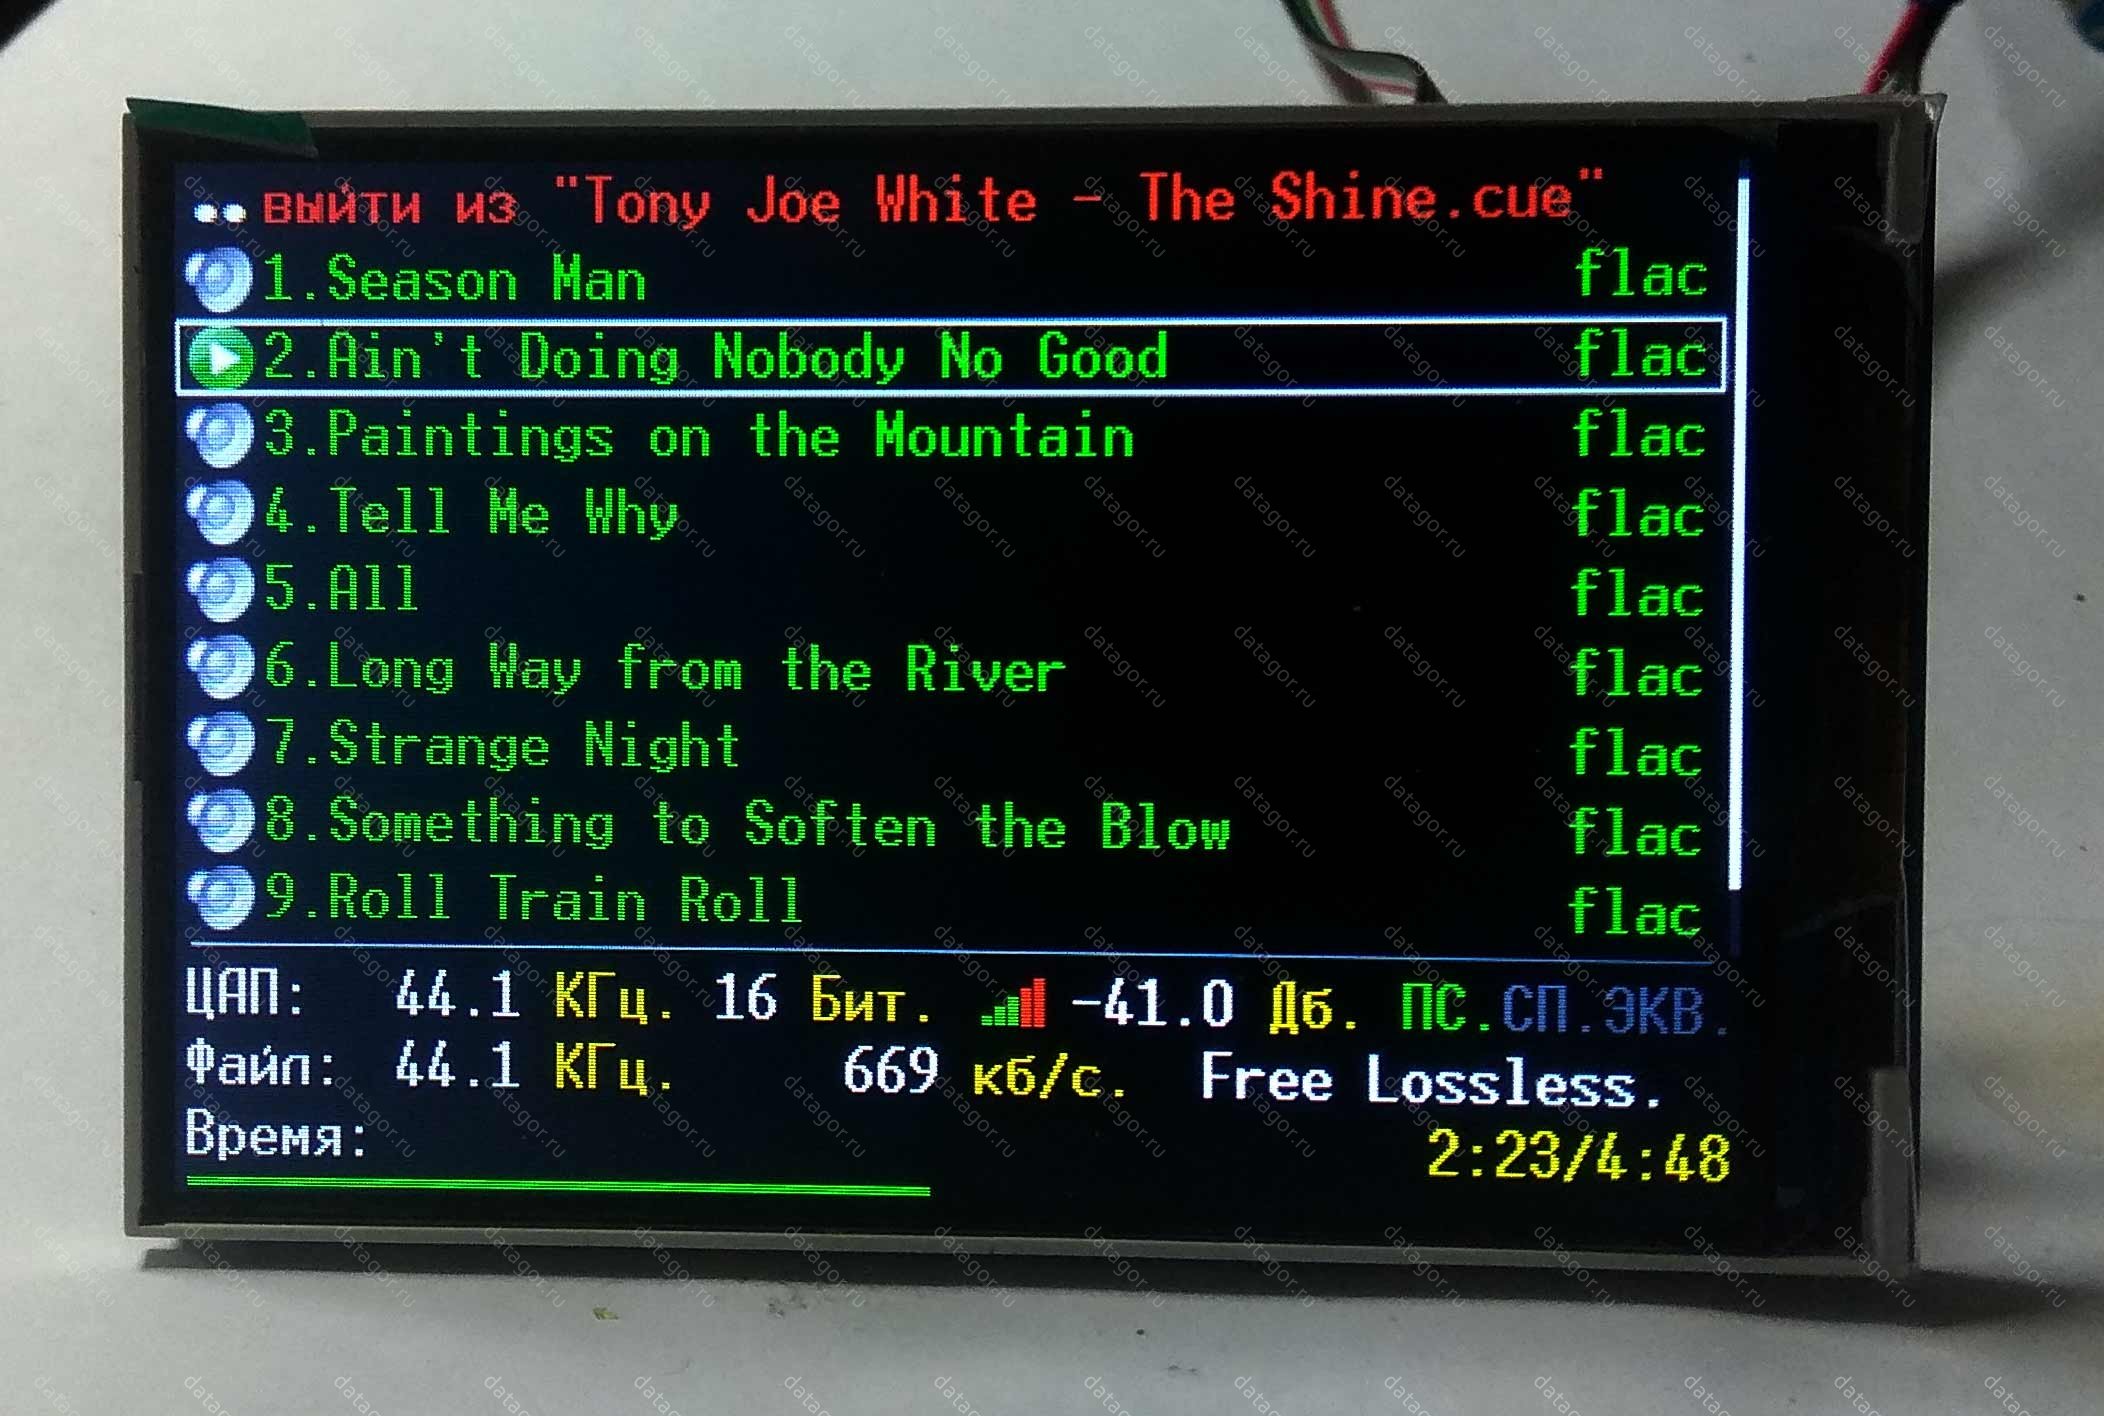 ..выйти из "Tony Joe White - The Shine.cue"
1.Season Man flac
2.Ain't Doing Nobody No Good flac
3.Paintings on the Mountain flac
4.Tell Me Why flac
5.All flac
6.Long Way from the River flac
7.Strange Night flac
8.Something to Soften the Blow flac
9.Roll Train Roll flac
ЦАП: 44.1 КГц. 16 Бит. -41.0 Дб. ПС.СП.ЭКВ.
Файл: 44.1 КГц. 669 кб/с. Free Lossless.
Время: 2:23/4:48
datagor.ru